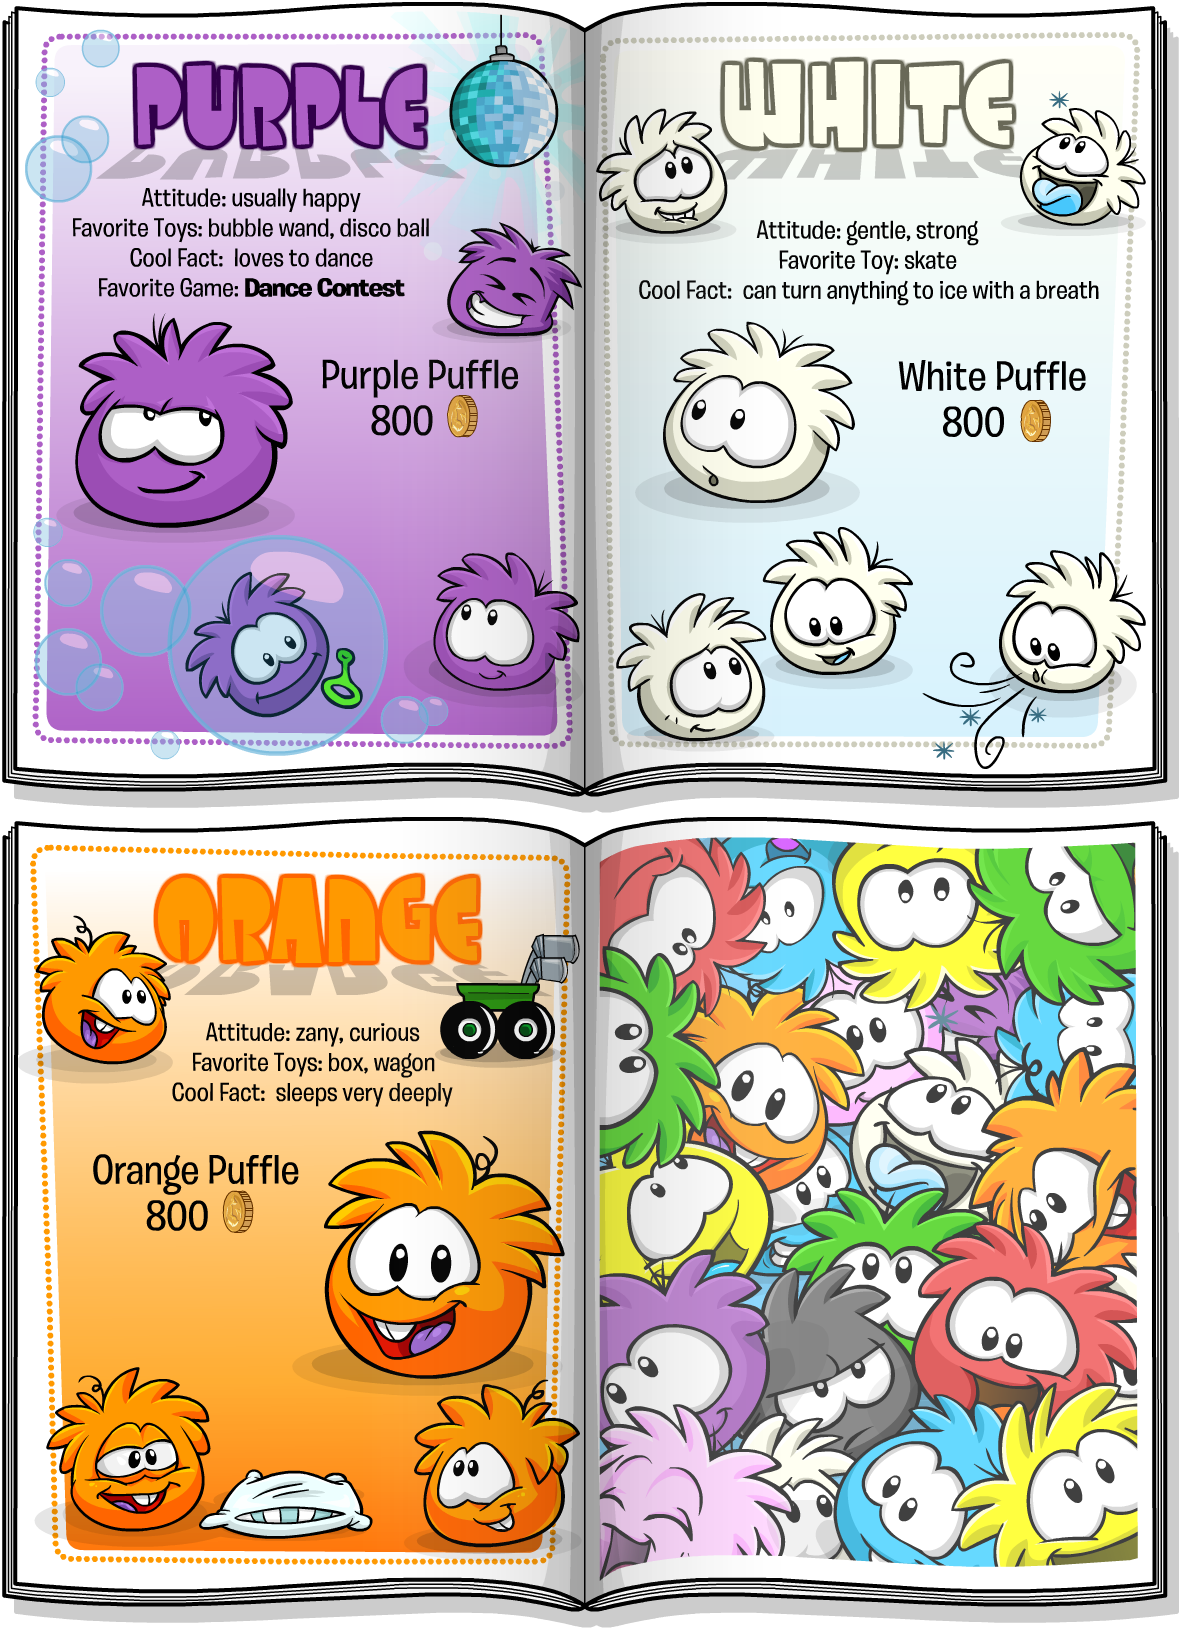 PURPLE
Attitude: usually happy
Favorite Toys: bubble wand, disco ball
Cool Fact: loves to dance
Favorite Game: Dance Contest
Purple Puffle
800
WHITE
Attitude: gentle, strong
Favorite Toy: skate
Cool Fact: can turn anything to ice with a breath
White Puffle
800
ORANGE
Attitude: zany, curious
Favorite Toys: box, wagon
Cool Fact: sleeps very deeply
Orange Puffle
800